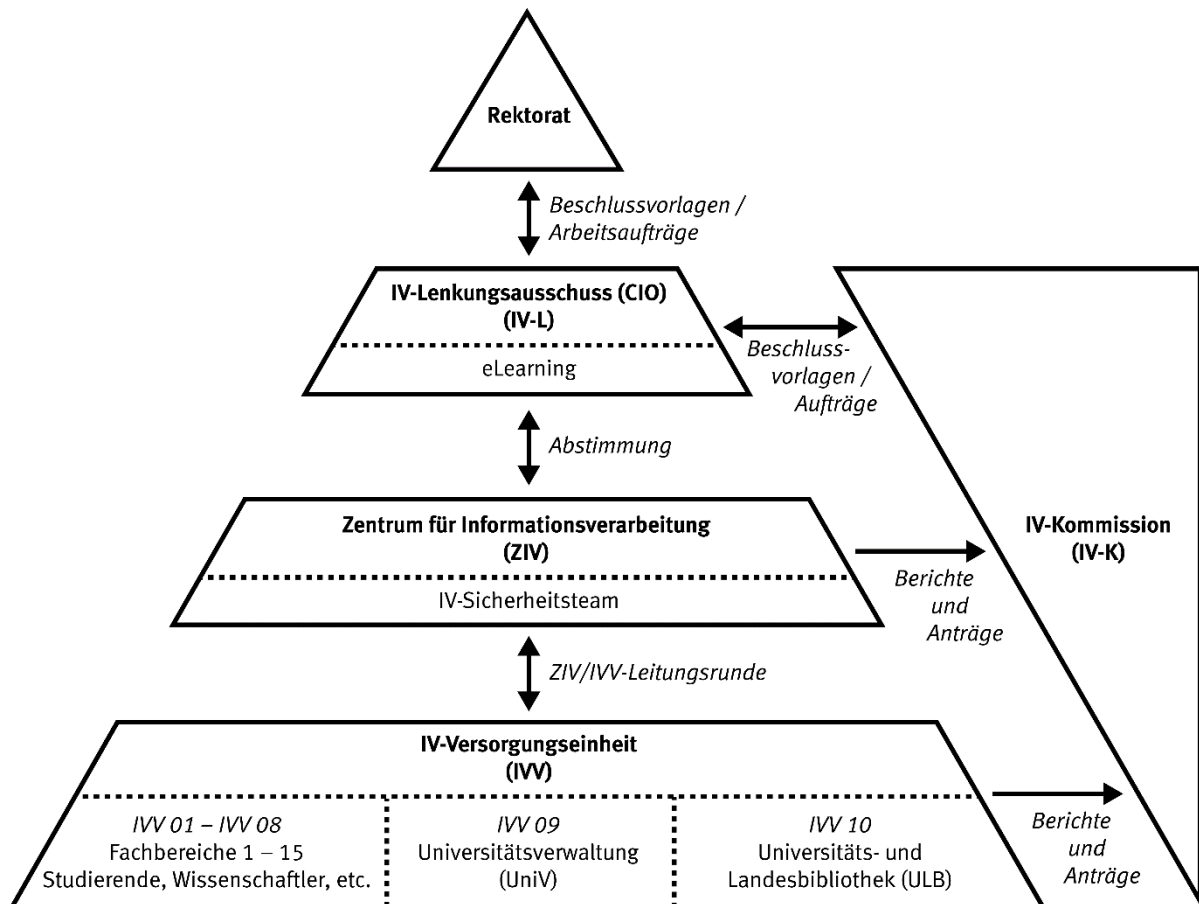 Rektorat
Beschlussvorlagen /
Arbeitsaufträge
IV-Lenkungsausschuss (CIO)
(IV-L)
eLearning
Beschluss-
vorlagen /
Aufträge
Abstimmung
Zentrum für Informationsverarbeitung
(ZIV)
IV-Sicherheitsteam
IV-Kommission
(IV-K)
Berichte
und
Anträge
ZIV/IVV-Leitungsrunde
IV-Versorgungseinheit
(IVV)
IVV 01 – IVV 08
Fachbereiche 1 – 15
Studierende, Wissenschaftler, etc.
IVV 09
Universitätsverwaltung
(UniV)
IVV 10
Universitäts- und
Landesbibliothek (ULB)
Berichte
und
Anträge